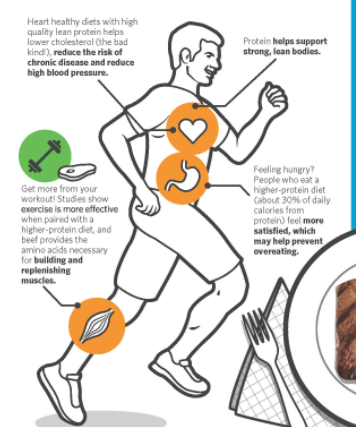 Heart healthy diets with high
quality lean protein helps
lower cholesterol (the bad
kind!), reduce the risk of
chronic disease and reduce
high blood pressure.
Protein helps support
strong, lean bodies.
Get more from your
workout! Studies show
exercise is more effective
when paired with a
higher-protein diet, and
beef provides the
amino acids necessary
for building and
replenishing
muscles.
Feeling hungry?
People who eat a
higher-protein diet
(about 30% of daily
calories from
protein) feel more
satisfied, which
may help prevent
overeating.